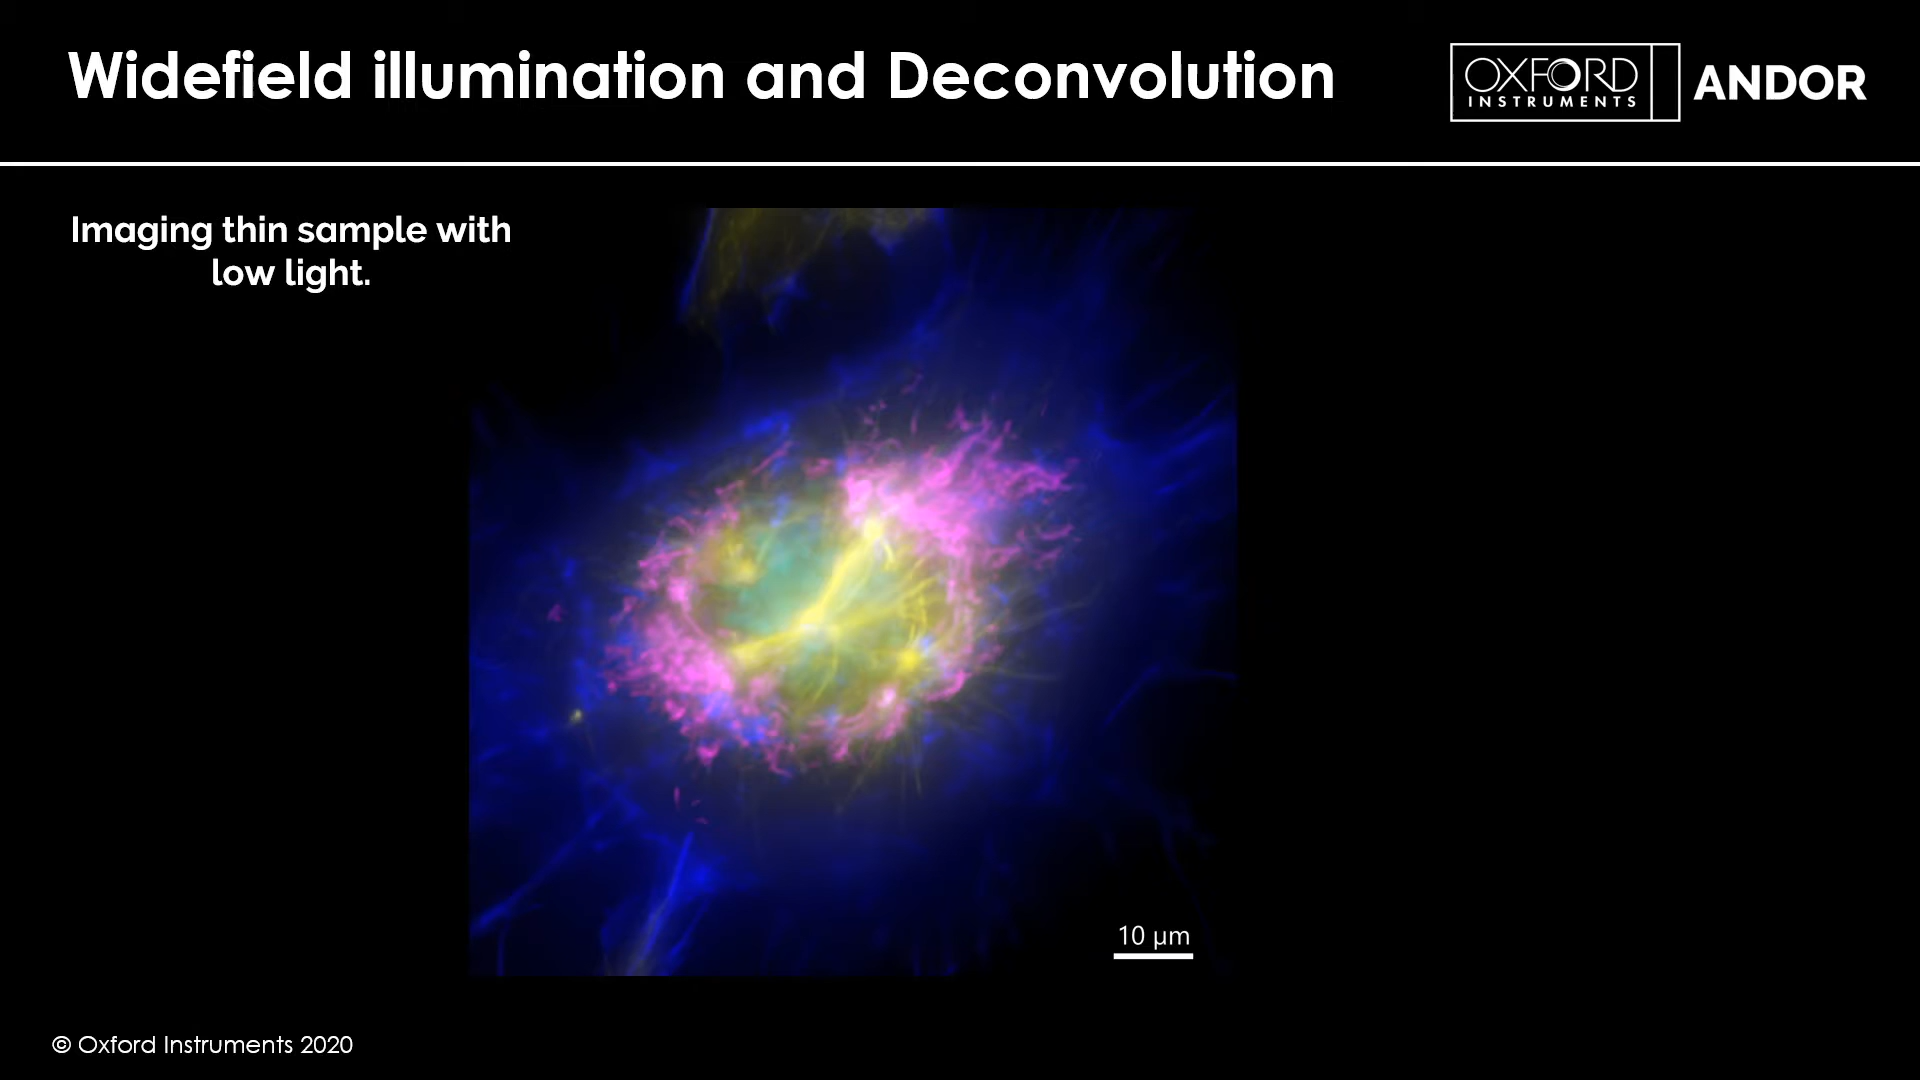 Widefield illumination and Deconvolution
OXFORD
INSTRUMENTS
ANDOR
Imaging thin sample with
low light.
10 µm
© Oxford Instruments 2020